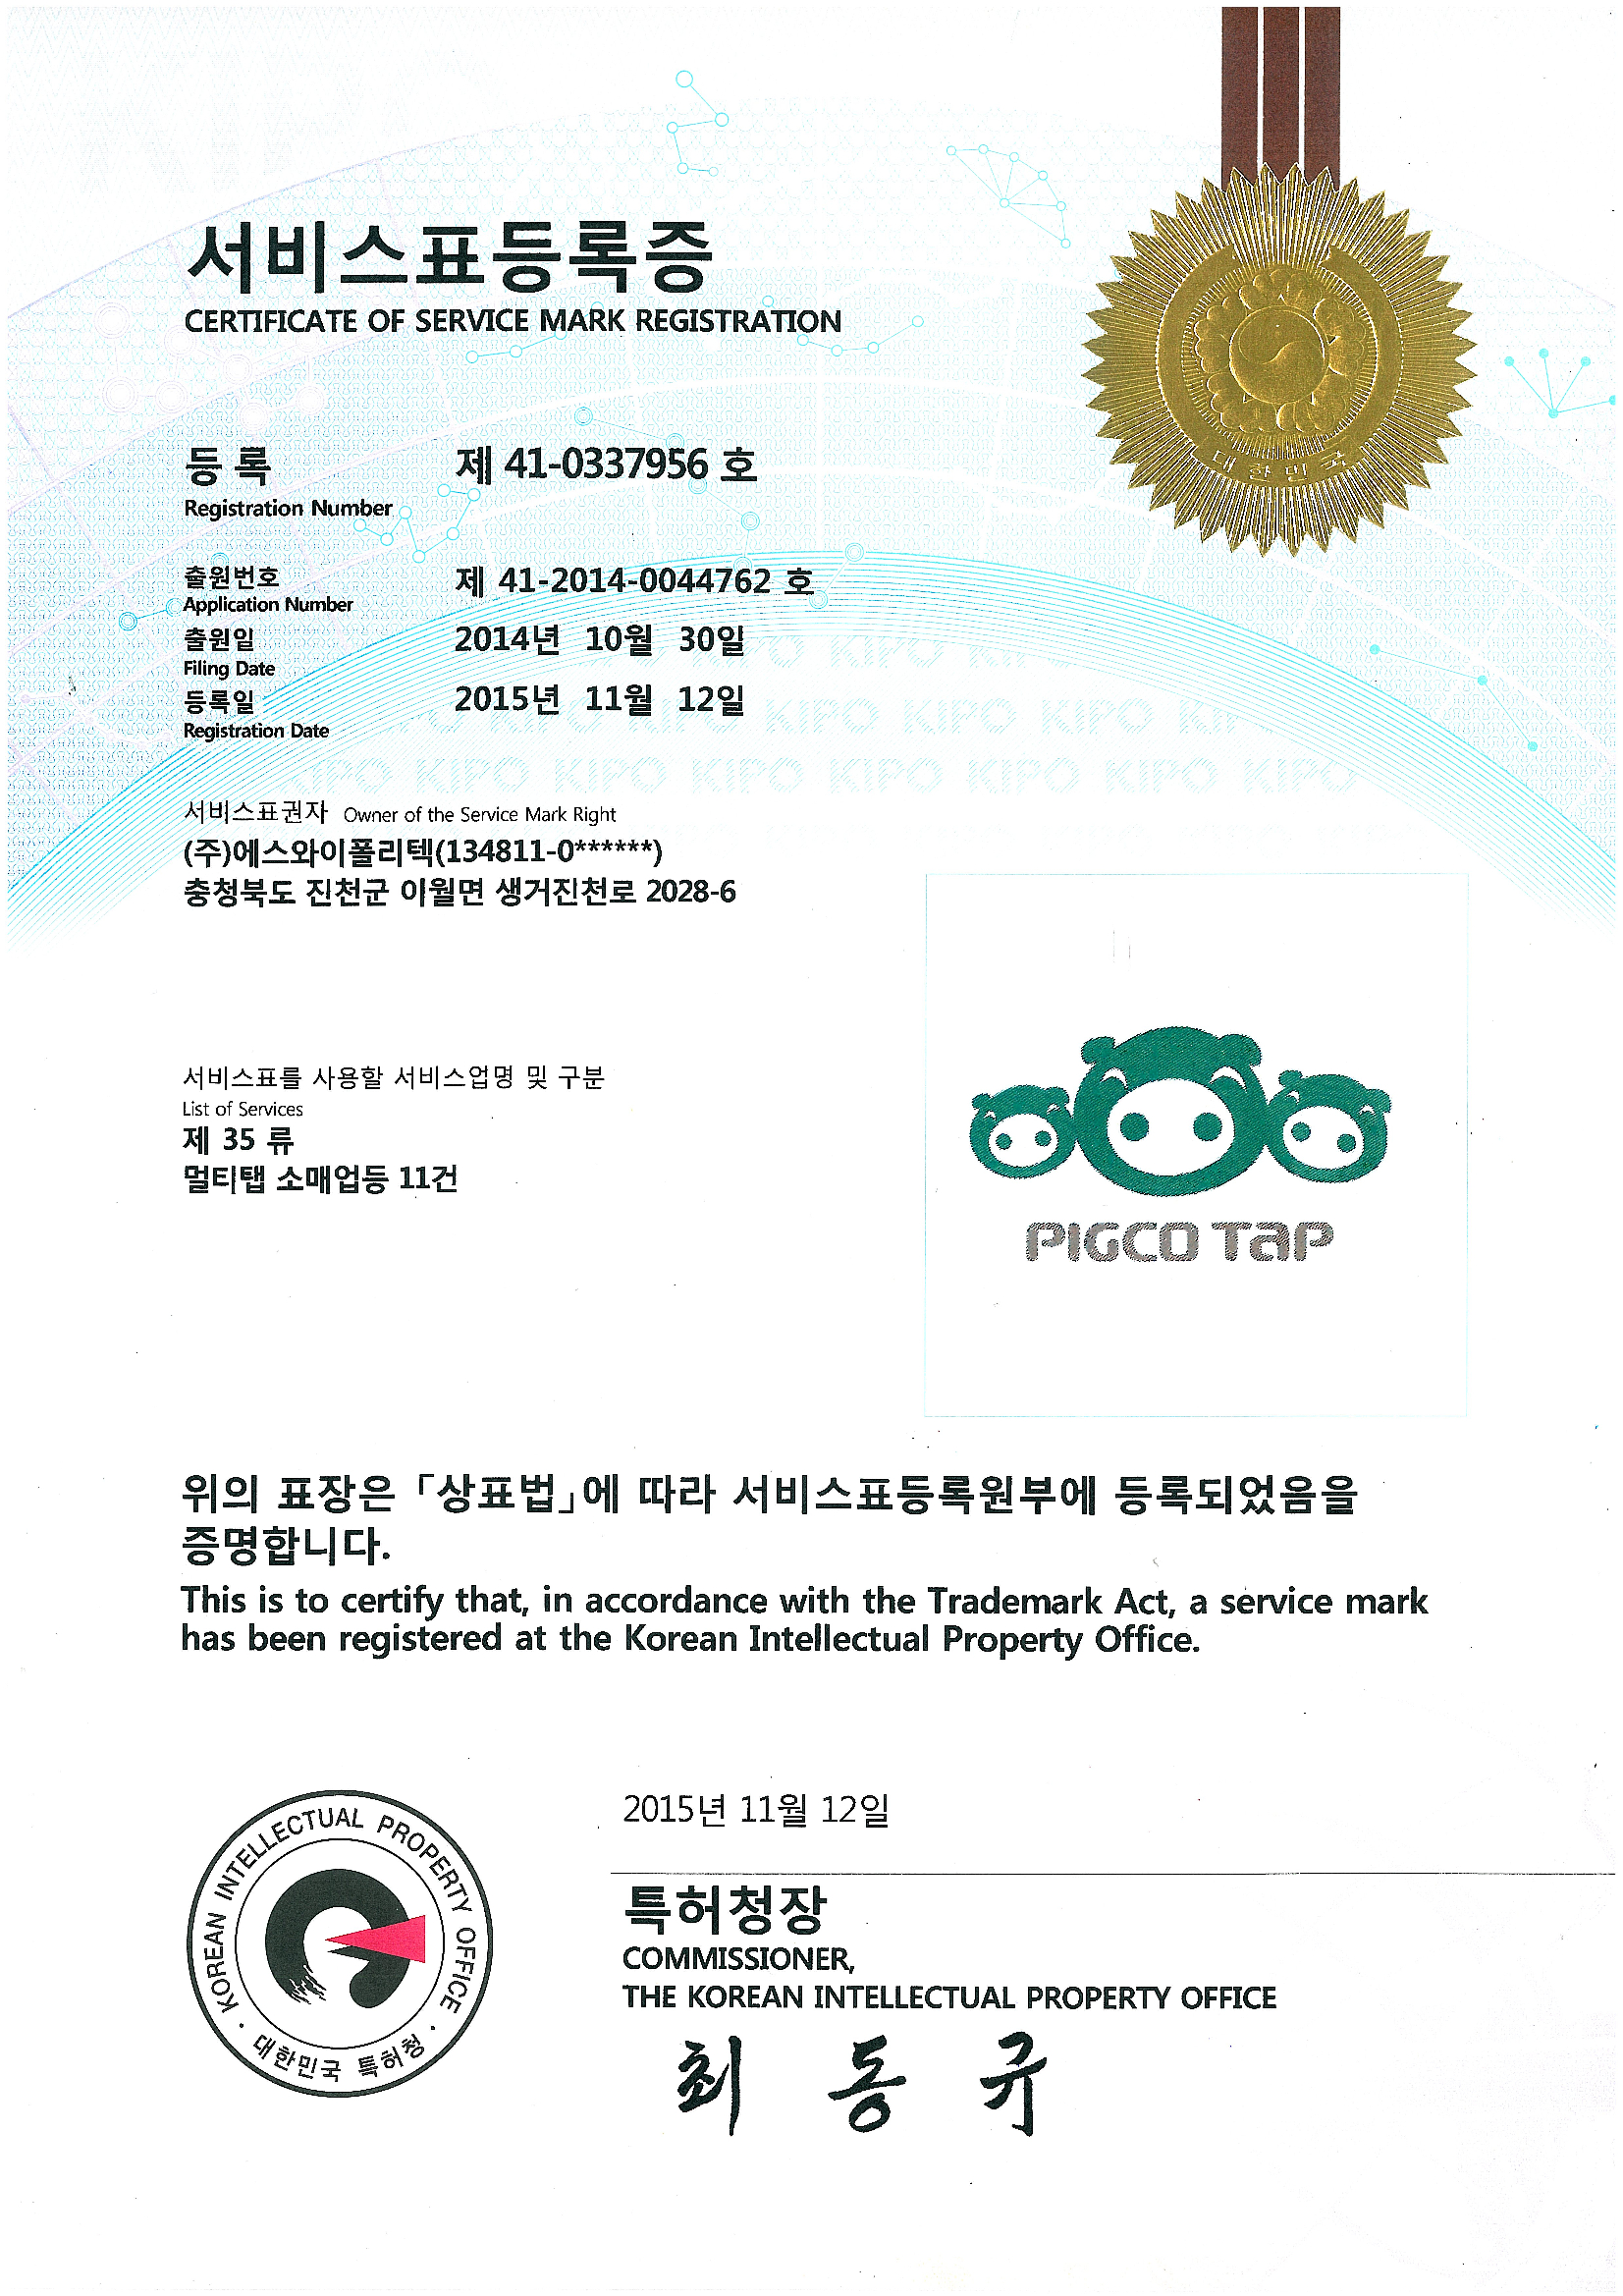 서비스표등록증
CERTIFICATE OF SERVICE MARK REGISTRATION
대한민국
등록 제 41-0337956 호
Registration Number
출원번호 제 41-2014-0044762 호
Application Number
출원일 2014년 10월 30일
Filing Date
등록일 2015년 11월 12일
Registration Date
KIPO KIPO KIPO KIPO KIPO KIPO KIPO KIPO
서비스표권자 Owner of the Service Mark Right
(주)에스와이폴리텍(134811-0******)
충청북도 진천군 이월면 생거진천로 2028-6
서비스표를 사용할 서비스업명 및 구분
List of Services
제 35 류
멀티탭 소매업등 11건
PIGCO TaP
위의 표장은 「상표법」에 따라 서비스표등록원부에 등록되었음을
증명합니다.
This is to certify that, in accordance with the Trademark Act, a service mark
has been registered at the Korean Intellectual Property Office.
2015년 11월 12일
특허청장
COMMISSIONER,
THE KOREAN INTELLECTUAL PROPERTY OFFICE
최 동 규
KOREAN INTELLECTUAL PROPERTY OFFICE
대한민국 특허청